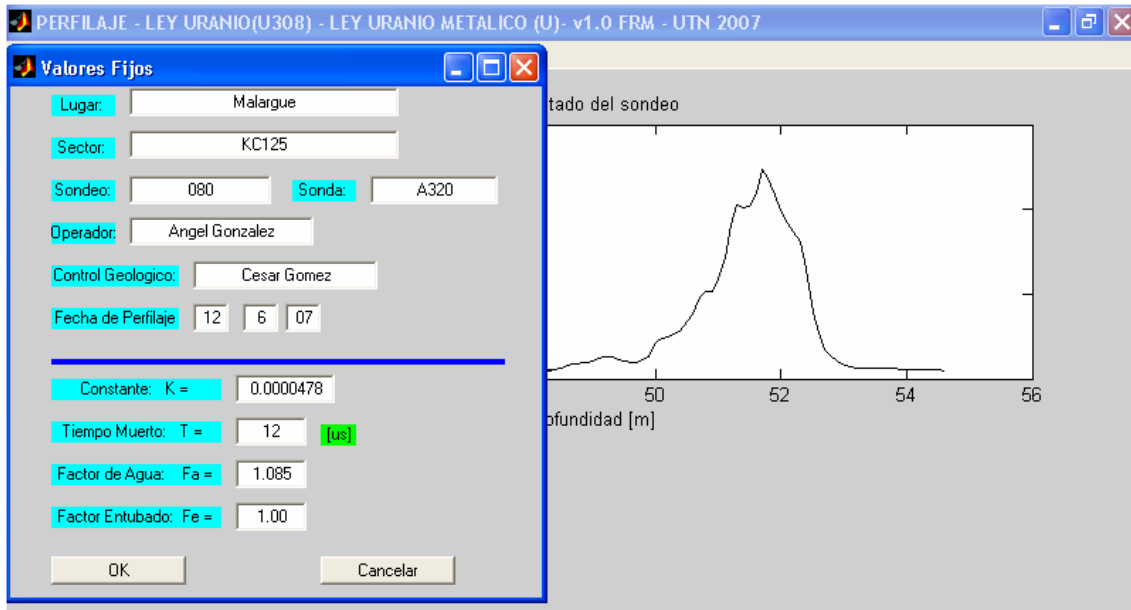 PERFILAJE - LEY URANIO(U308) - LEY URANIO METALICO (U)- v1.0 FRM - UTN 2007
Valores Fijos
Lugar: Malargue
Sector: KC125
Sondeo: 080 Sonda: A320
Operador: Angel Gonzalez
Control Geologico: Cesar Gomez
Fecha de Perfilaje 12 6 07
Constante: K = 0.0000478
Tiempo Muerto: T = 12 [us]
Factor de Agua: Fa = 1.085
Factor Entubado: Fe = 1.00
OK Cancelar
tado del sondeo
50 52 54 56
ofundidad [m]